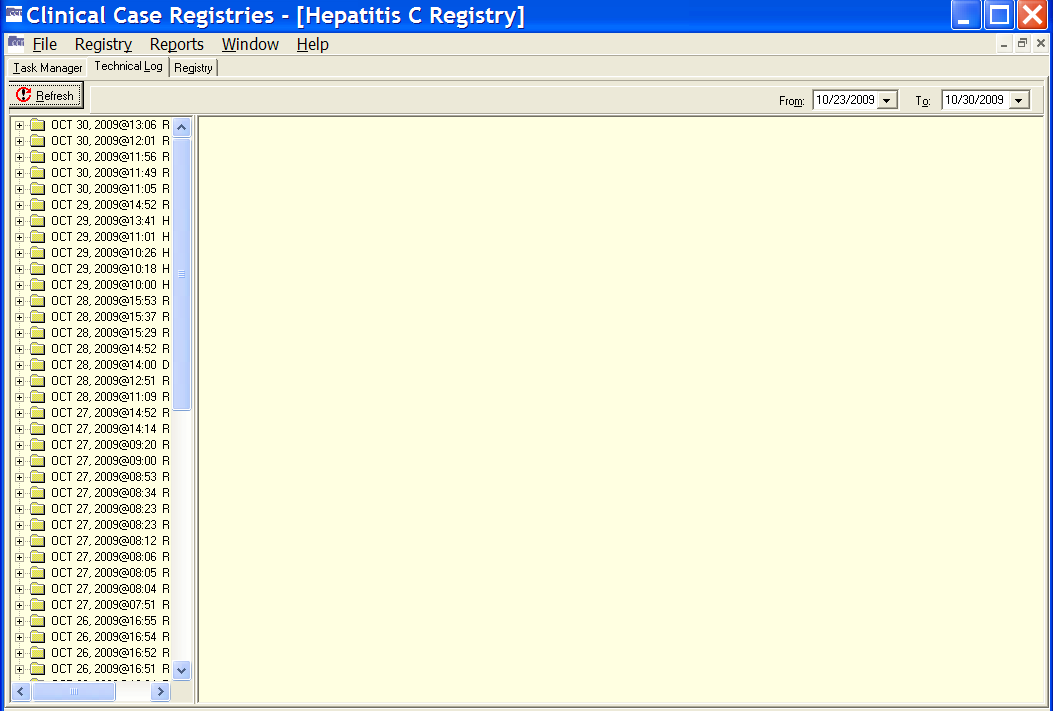 Clinical Case Registries - [Hepatitis C Registry]
File Registry Reports Window Help
Task Manager Technical Log Registry
Refresh From: 10/23/2009 To: 10/30/2009
OCT 30, 2009@13:06 R
OCT 30, 2009@12:01 R
OCT 30, 2009@11:56 R
OCT 30, 2009@11:49 R
OCT 30, 2009@11:05 R
OCT 29, 2009@14:52 R
OCT 29, 2009@13:41 H
OCT 29, 2009@11:01 H
OCT 29, 2009@10:26 H
OCT 29, 2009@10:18 H
OCT 29, 2009@10:00 H
OCT 28, 2009@15:53 R
OCT 28, 2009@15:37 R
OCT 28, 2009@15:29 R
OCT 28, 2009@14:52 R
OCT 28, 2009@14:00 D
OCT 28, 2009@12:51 R
OCT 28, 2009@11:09 R
OCT 27, 2009@14:52 R
OCT 27, 2009@14:14 R
OCT 27, 2009@09:20 R
OCT 27, 2009@09:00 R
OCT 27, 2009@08:53 R
OCT 27, 2009@08:34 R
OCT 27, 2009@08:23 R
OCT 27, 2009@08:23 R
OCT 27, 2009@08:12 R
OCT 27, 2009@08:06 R
OCT 27, 2009@08:05 R
OCT 27, 2009@08:04 R
OCT 27, 2009@07:51 R
OCT 26, 2009@16:55 R
OCT 26, 2009@16:54 R
OCT 26, 2009@16:52 R
OCT 26, 2009@16:51 R